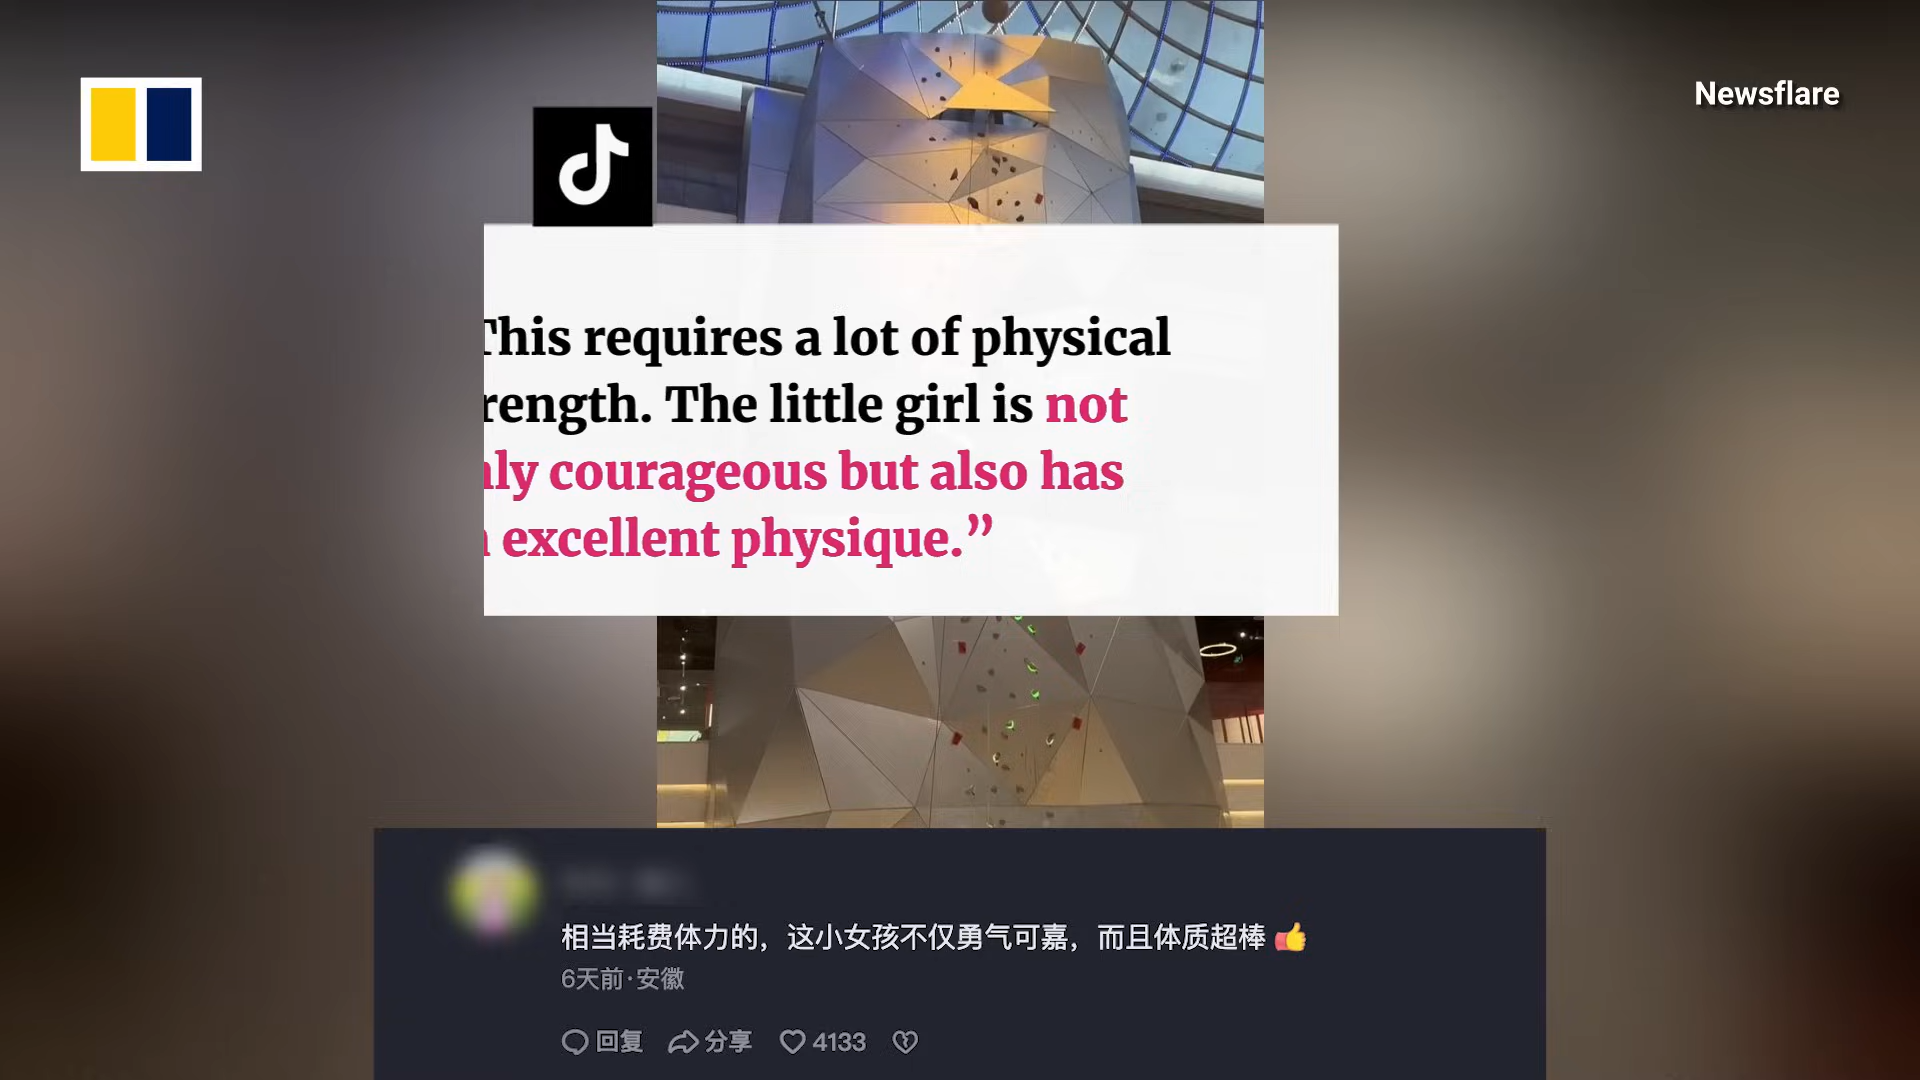 Newsflare
This requires a lot of physical
rength. The little girl is not
nly courageous but also has
n excellent physique.”
相当耗费体力的，这小女孩不仅勇气可嘉，而且体质超棒👍
6天前·安徽
回复 分享 4133